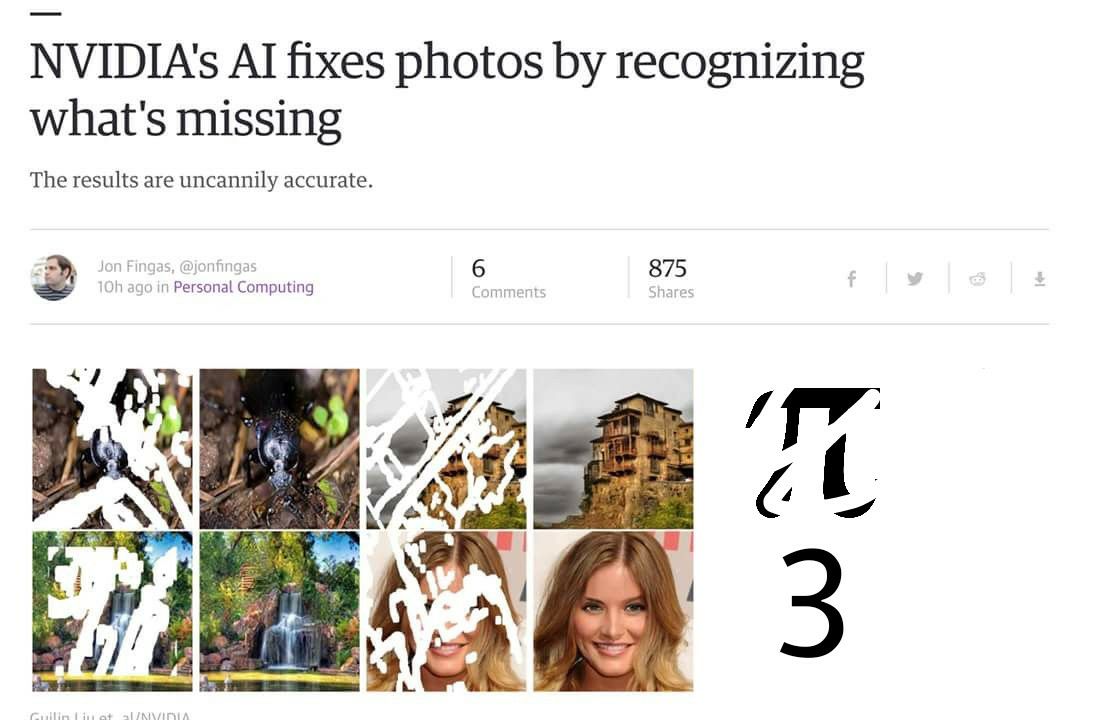 NVIDIA's AI fixes photos by recognizing
what's missing
The results are uncannily accurate.
Jon Fingas, @jonfingas
10h ago in Personal Computing
6
Comments
875
Shares
π
3
Guilin Liu et. al/NVIDIA